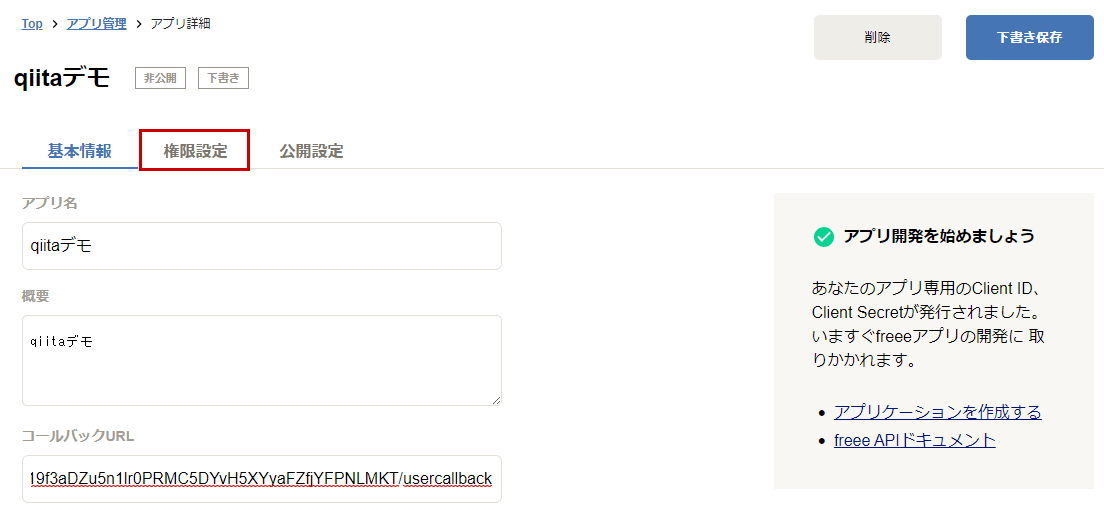 Top > アプリ管理 > アプリ詳細
削除
下書き保存
qiitaデモ
非公開
下書き
基本情報
権限設定
公開設定
アプリ名
qiitaデモ
概要
qiitaデモ
コールバックURL
19f3aDZu5n1lr0PRMC5DYvH5XYyaFZfjYFPNLMKT/usercallback
アプリ開発を始めましょう
あなたのアプリ専用のClient ID、
Client Secretが発行されました。
いますぐfreeeアプリの開発に 取
りかかれます。
• アプリケーションを作成する
• freee APIドキュメント